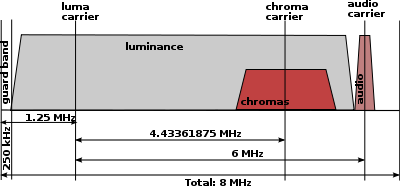 luma
carrier
chroma
carrier
audio
carrier
guard band
luminance
chromas
audio
1.25 MHz
4.43361875 MHz
6 MHz
250 kHz
Total: 8 MHz